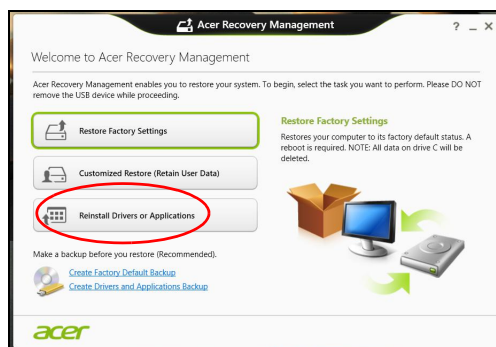 Acer Recovery Management
? _ X
Welcome to Acer Recovery Management
Acer Recovery Management enables you to restore your system. To begin, select the task you want to perform. Please DO NOT
remove the USB device while proceeding.
Restore Factory Settings
Customized Restore (Retain User Data)
Reinstall Drivers or Applications
Restore Factory Settings
Restores your computer to its factory default status. A
reboot is required. NOTE: All data on drive C will be
deleted.
Make a backup before you restore (Recommended).
Create Factory Default Backup
Create Drivers and Applications Backup
acer